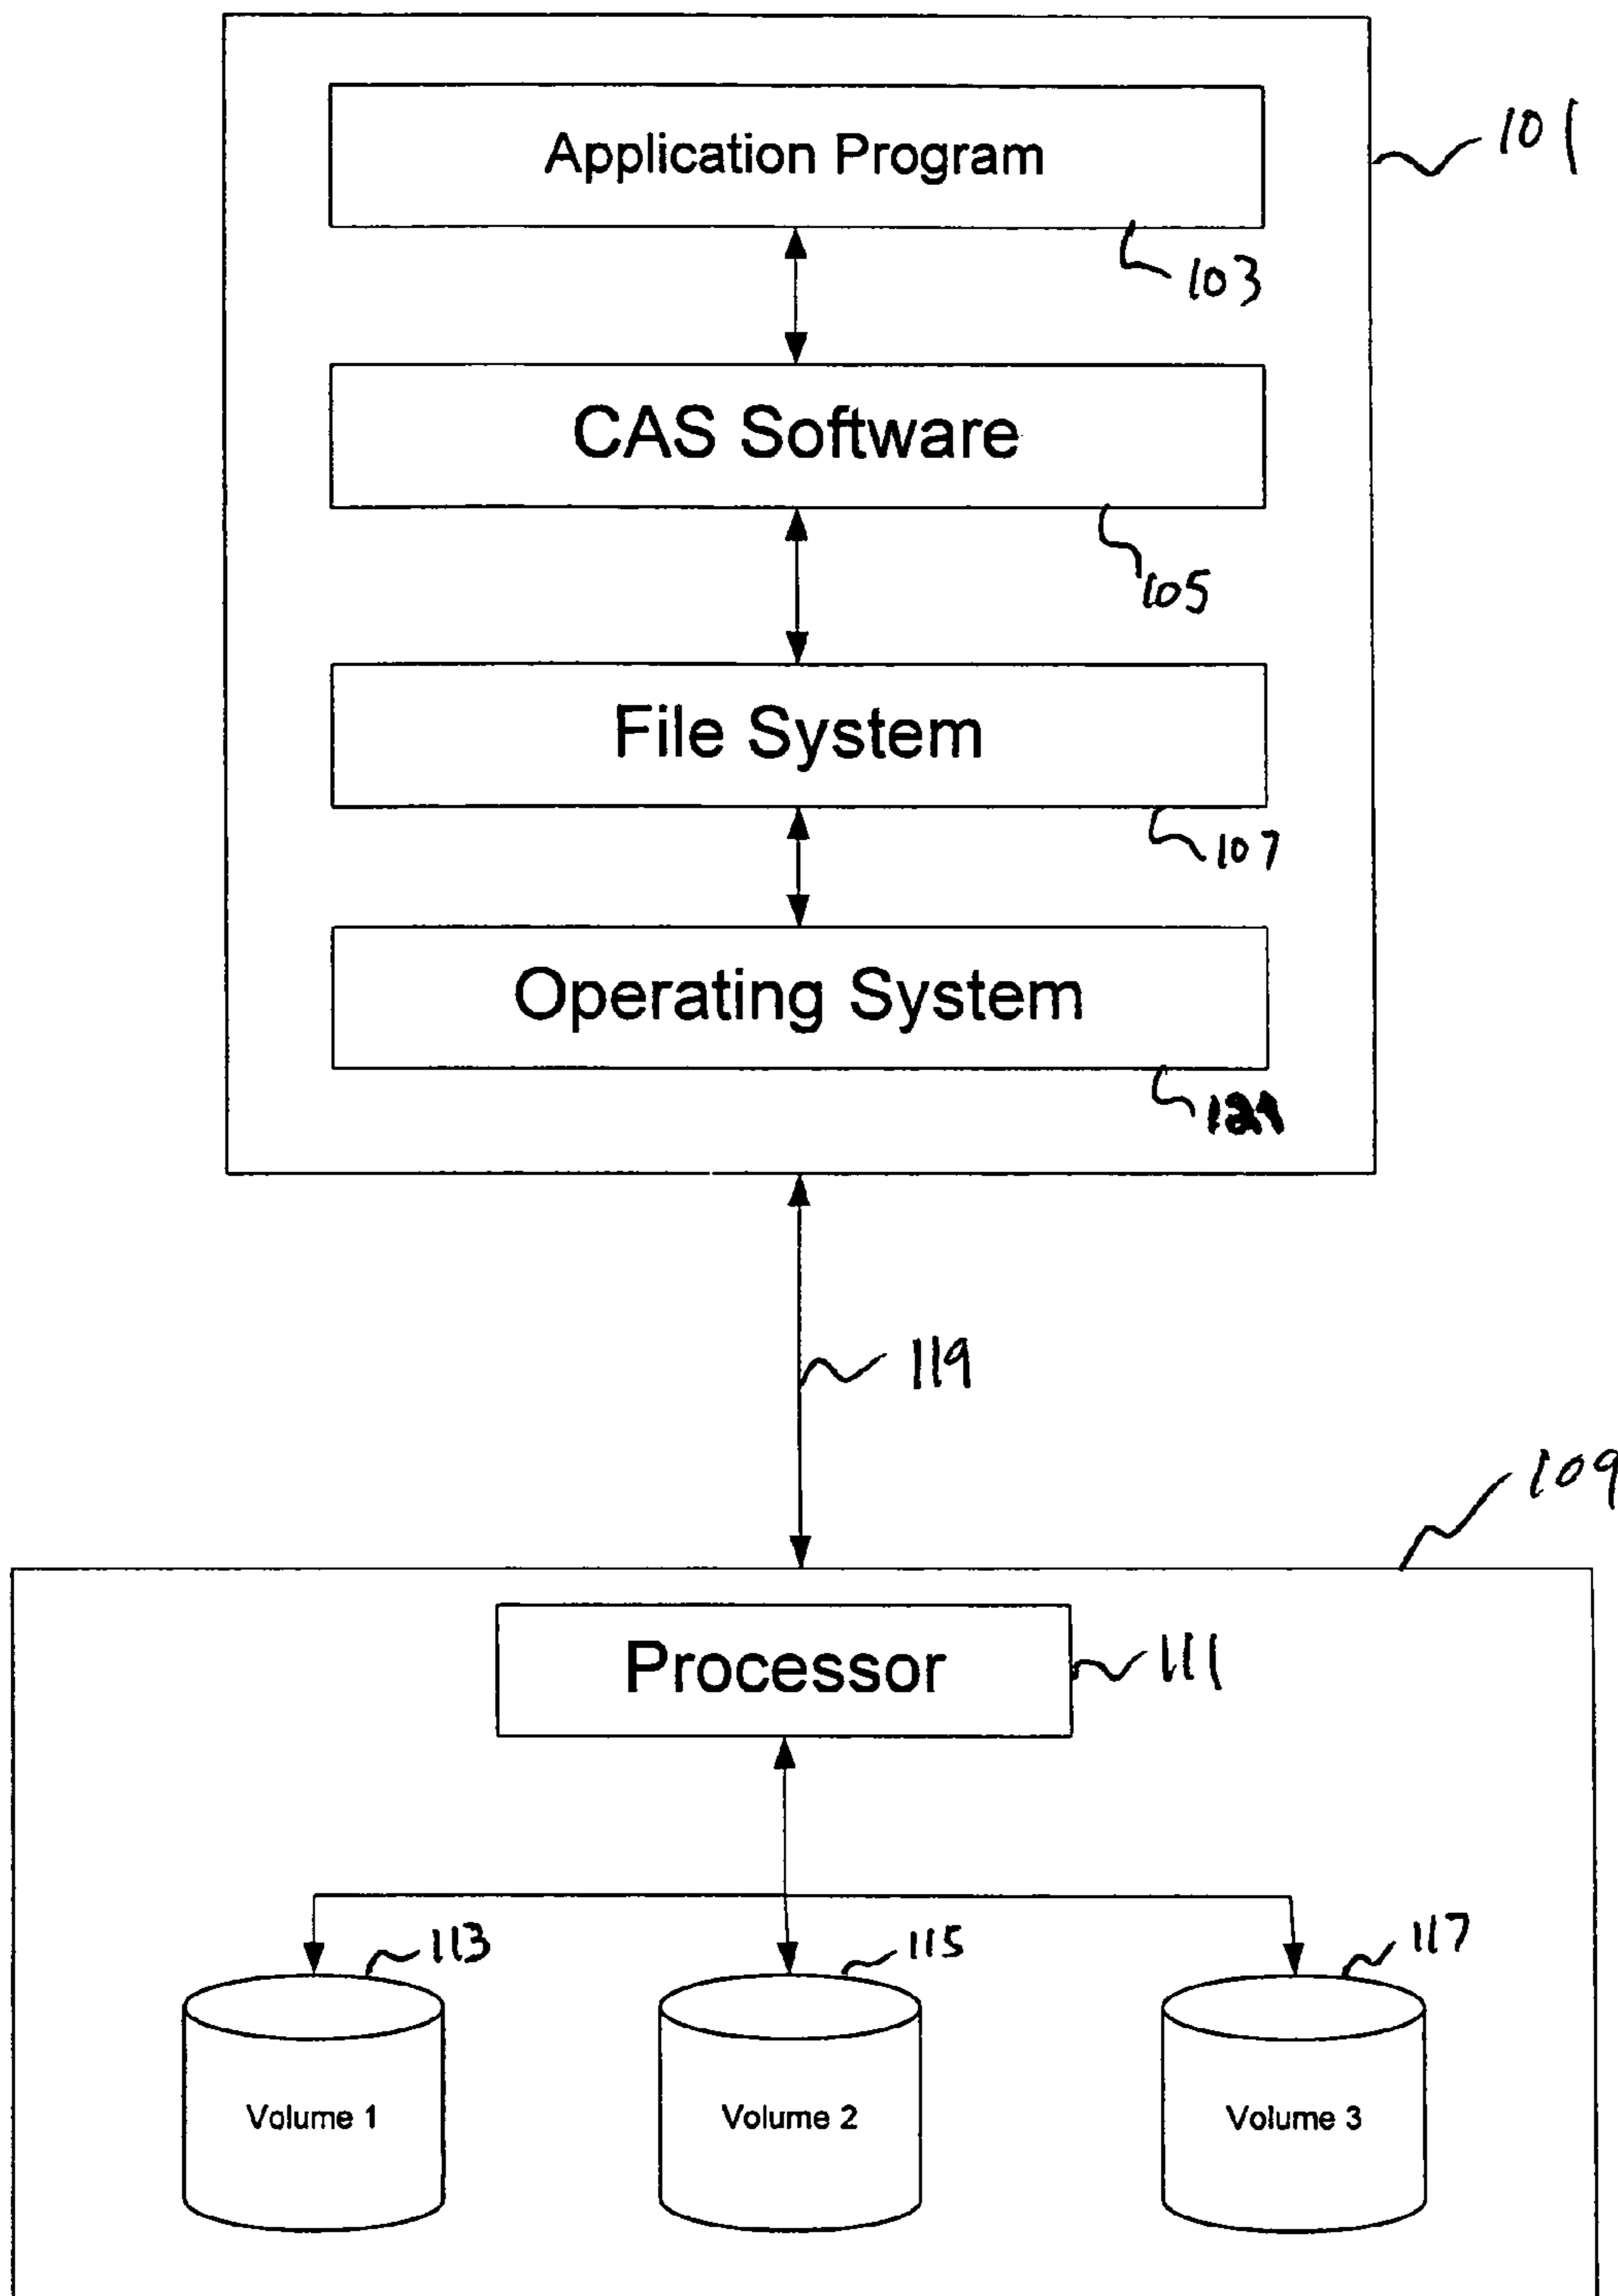 Application Program
101
103
CAS Software
105
File System
107
Operating System
119
109
Processor
111
113
115
117
Volume 1
Volume 2
Volume 3